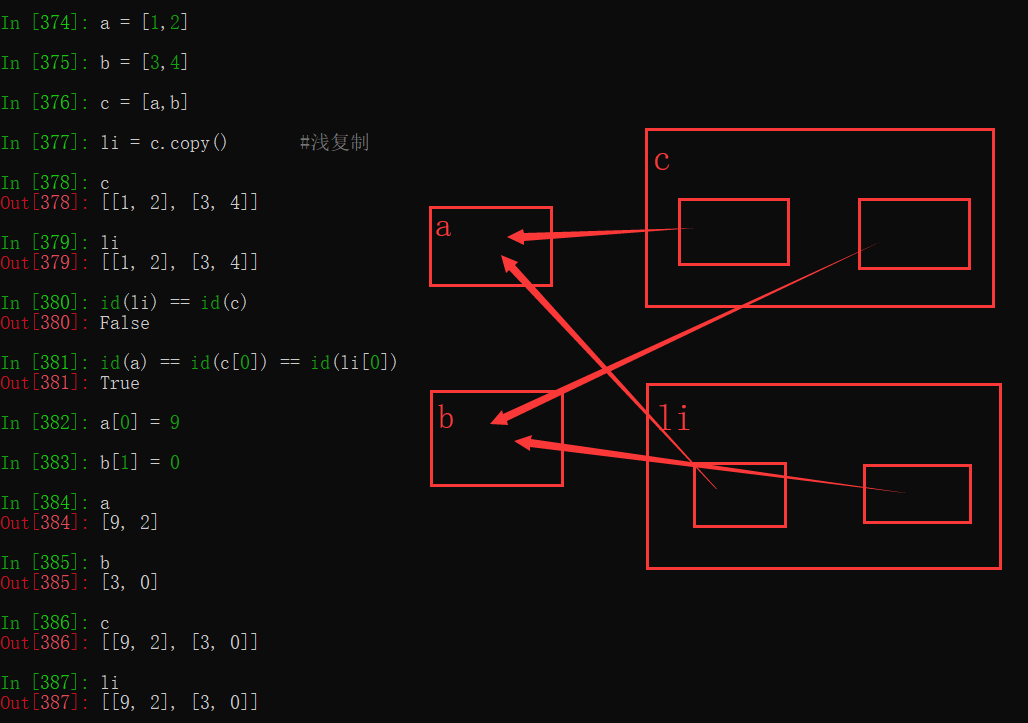 In [374]: a = [1,2]
In [375]: b = [3,4]
In [376]: c = [a,b]
In [377]: li = c.copy()       #浅复制
In [378]: c
Out[378]: [[1, 2], [3, 4]]
In [379]: li
Out[379]: [[1, 2], [3, 4]]
In [380]: id(li) == id(c)
Out[380]: False
In [381]: id(a) == id(c[0]) == id(li[0])
Out[381]: True
In [382]: a[0] = 9
In [383]: b[1] = 0
In [384]: a
Out[384]: [9, 2]
In [385]: b
Out[385]: [3, 0]
In [386]: c
Out[386]: [[9, 2], [3, 0]]
In [387]: li
Out[387]: [[9, 2], [3, 0]]
c
a
b
li